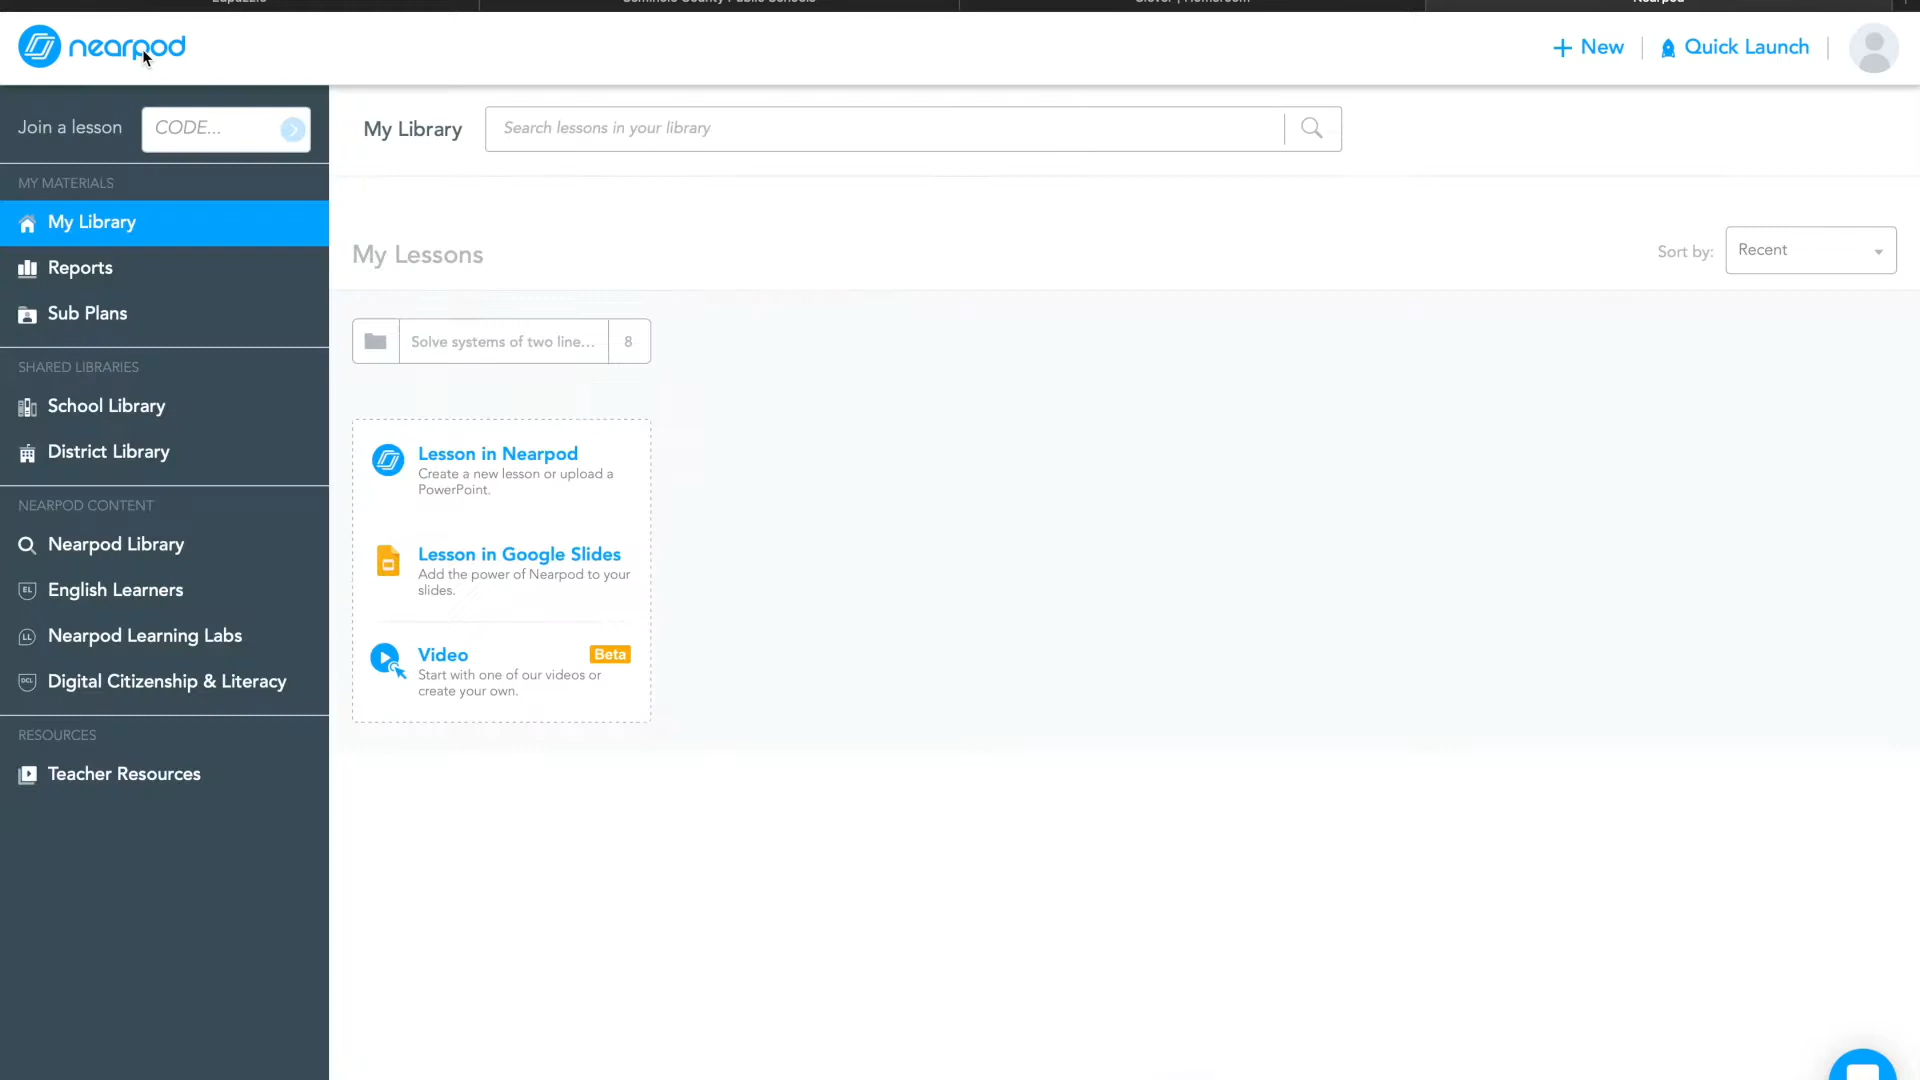 nearpod
+ New
Quick Launch
Join a lesson
CODE...
My Library
Search lessons in your library
MY MATERIALS
My Library
Reports
Sub Plans
My Lessons
Sort by:
Recent
Solve systems of two line...
8
SHARED LIBRARIES
School Library
District Library
Lesson in Nearpod
Create a new lesson or upload a
PowerPoint.
Lesson in Google Slides
Add the power of Nearpod to your
slides.
Video
Beta
Start with one of our videos or
create your own.
NEARPOD CONTENT
Nearpod Library
EL
English Learners
LL
Nearpod Learning Labs
DCL
Digital Citizenship & Literacy
RESOURCES
Teacher Resources